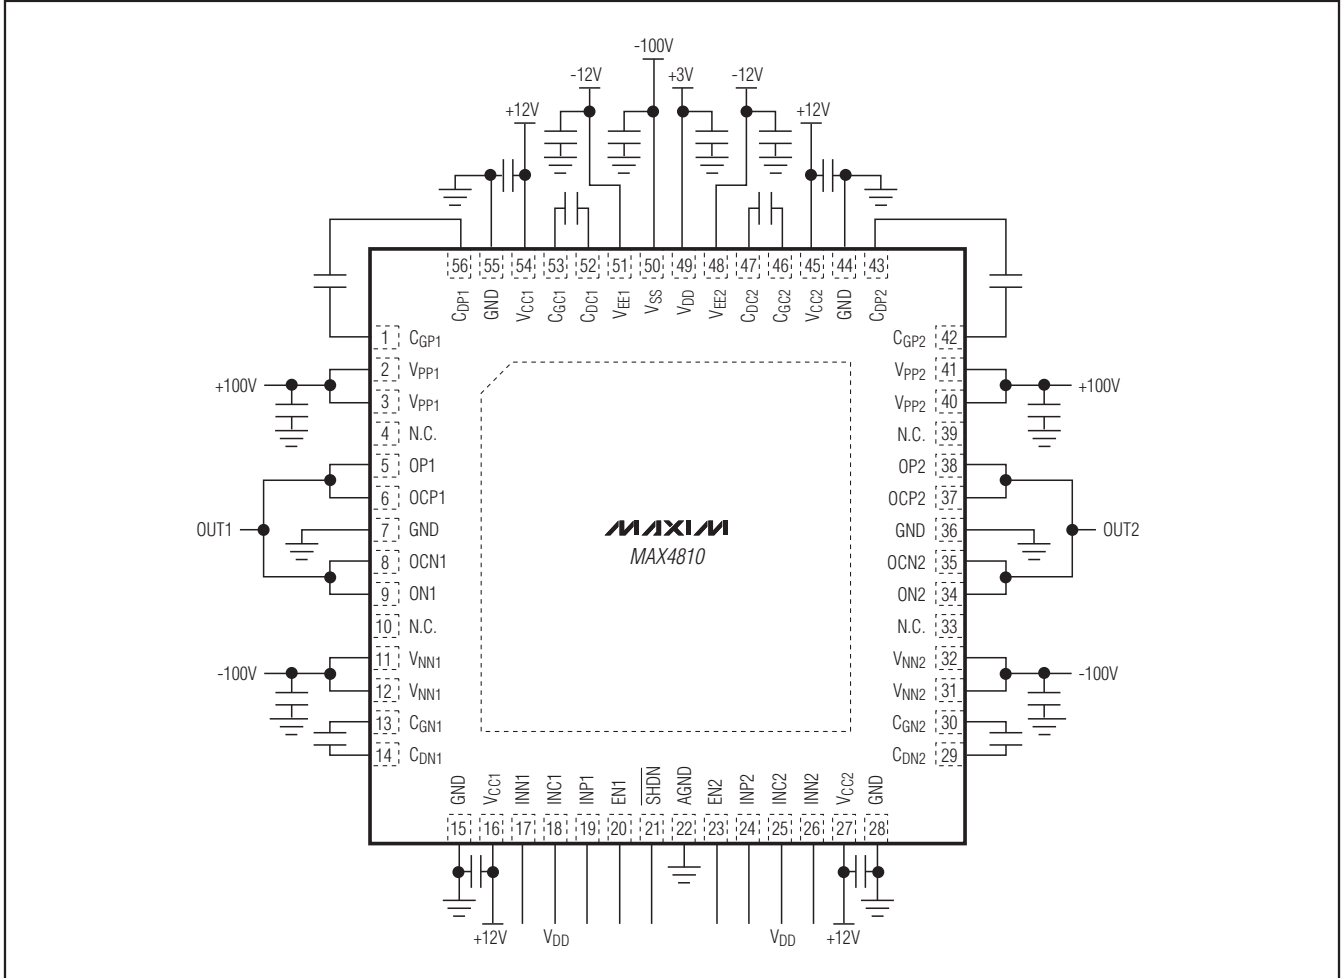 -100V
-12V +3V -12V
+12V +12V
56 55 54 53 52 51 50 49 48 47 46 45 44 43
CDP1 GND VCC1 CGC1 CDC1 VEE1 VSS VDD VEE2 CDC2 CGC2 VCC2 GND CDP2
1 CGP1 CGP2 42
2 VPP1 VPP2 41
+100V +100V
3 VPP1 VPP2 40
4 N.C. N.C. 39
5 OP1 OP2 38
6 OCP1 OCP2 37
OUT1 7 GND GND 36 OUT2
MAXIM
MAX4810
8 OCN1 OCN2 35
9 ON1 ON2 34
10 N.C. N.C. 33
11 VNN1 VNN2 32
-100V -100V
12 VNN1 VNN2 31
13 CGN1 CGN2 30
14 CDN1 CDN2 29
GND VCC1 INN1 INC1 INP1 EN1 SHDN AGND EN2 INP2 INC2 INN2 VCC2 GND
15 16 17 18 19 20 21 22 23 24 25 26 27 28
+12V VDD VDD +12V